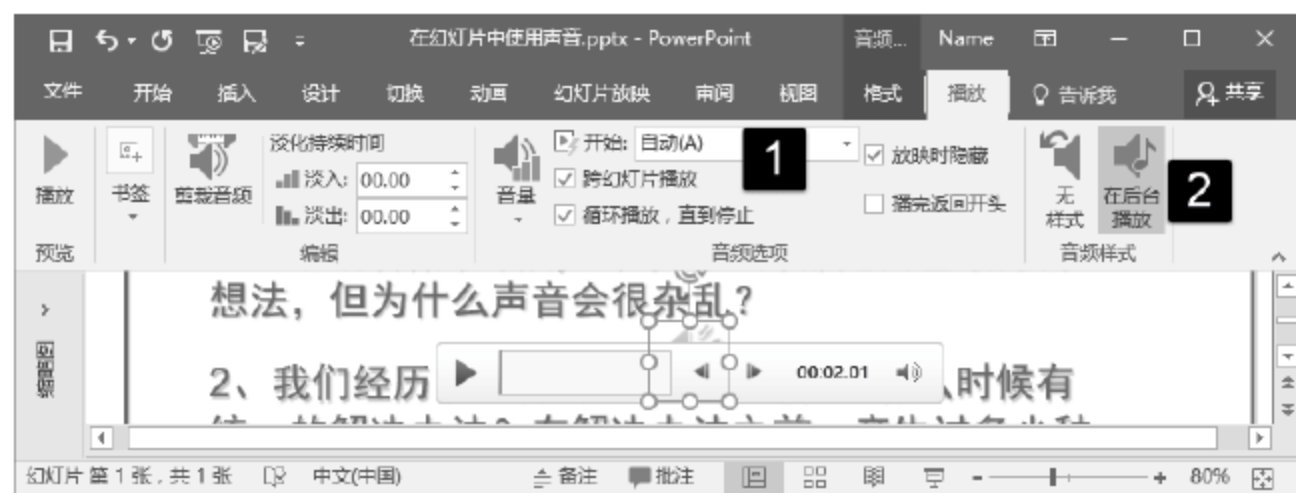 在幻灯片中使用声音.pptx - PowerPoint 音频... Name
文件 开始 插入 设计 切换 动画 幻灯片放映 审阅 视图 格式 播放 告诉我 共享
播放
预览
书签
剪裁音频
淡化持续时间
淡入: 00.00
淡出: 00.00
编辑
音量
开始: 自动(A)
跨幻灯片播放
循环播放，直到停止
放映时隐藏
播完返回开头
音频选项
1
无
样式
在后台
播放
音频样式
2
想法，但为什么声音会很杂乱？
2、我们经历
00:02.01
时候有
幻灯片 第 1 张，共 1 张 中文(中国) 备注 批注 80%